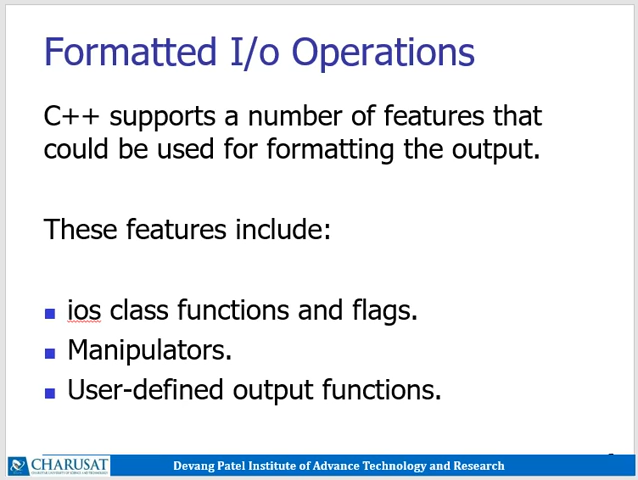 Formatted I/o Operations
C++ supports a number of features that
could be used for formatting the output.
These features include:
ios class functions and flags.
Manipulators.
User-defined output functions.
CHARUSAT
Devang Patel Institute of Advance Technology and Research